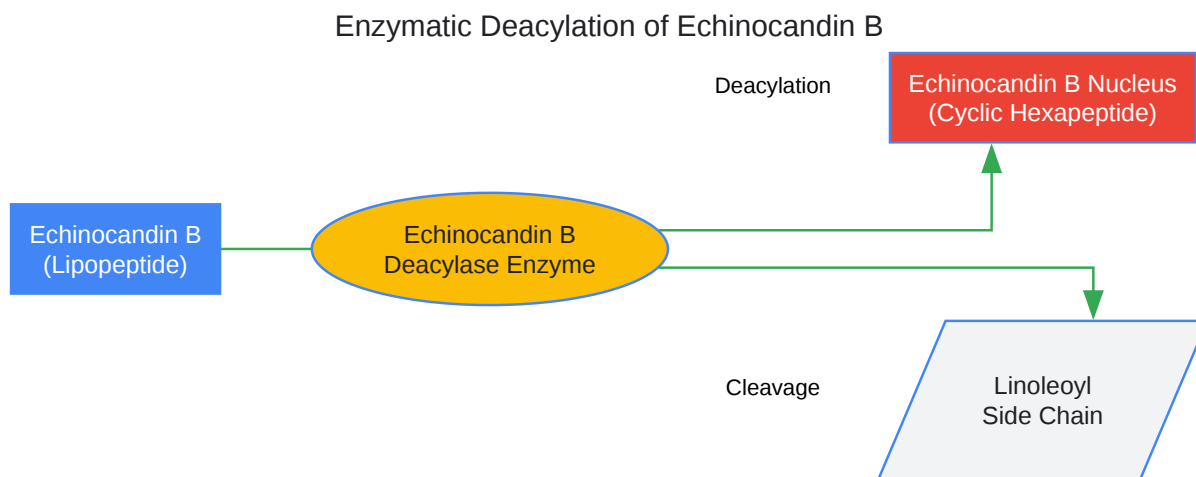 Enzymatic Deacylation of Echinocandin B
Deacylation
Echinocandin B Nucleus
(Cyclic Hexapeptide)
Echinocandin B
(Lipopeptide)
Echinocandin B
Deacylase Enzyme
Cleavage
Linoleoyl
Side Chain